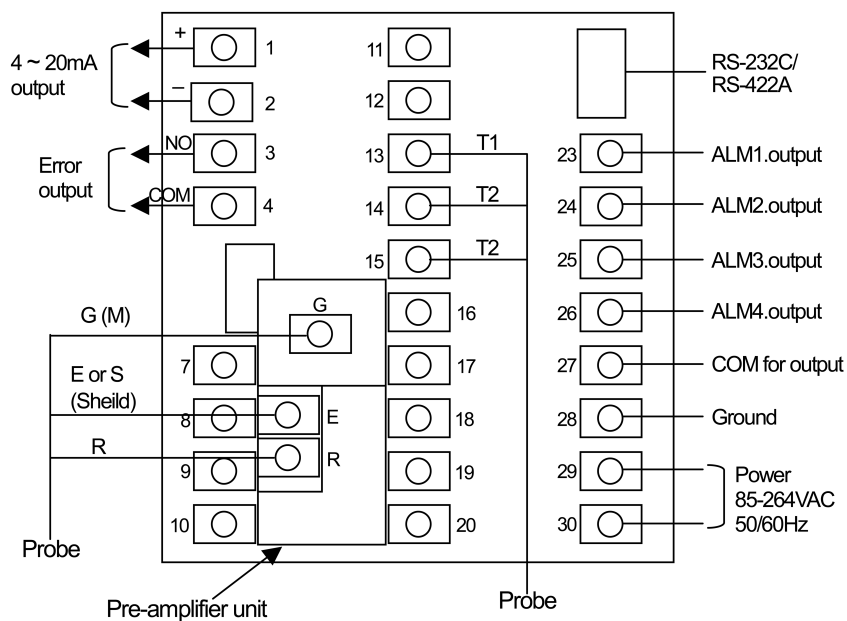 4 ~ 20mA
output
+
–
1
2
Error
output
NO
COM
3
4
G (M)
E or S
(Sheild)
R
Probe
7
8
9
10
G
E
R
Pre-amplifier unit
11
12
13
14
15
16
17
18
19
20
T1
T2
T2
Probe
RS-232C/
RS-422A
23
ALM1.output
24
ALM2.output
25
ALM3.output
26
ALM4.output
27
COM for output
28
Ground
29
30
Power
85-264VAC
50/60Hz